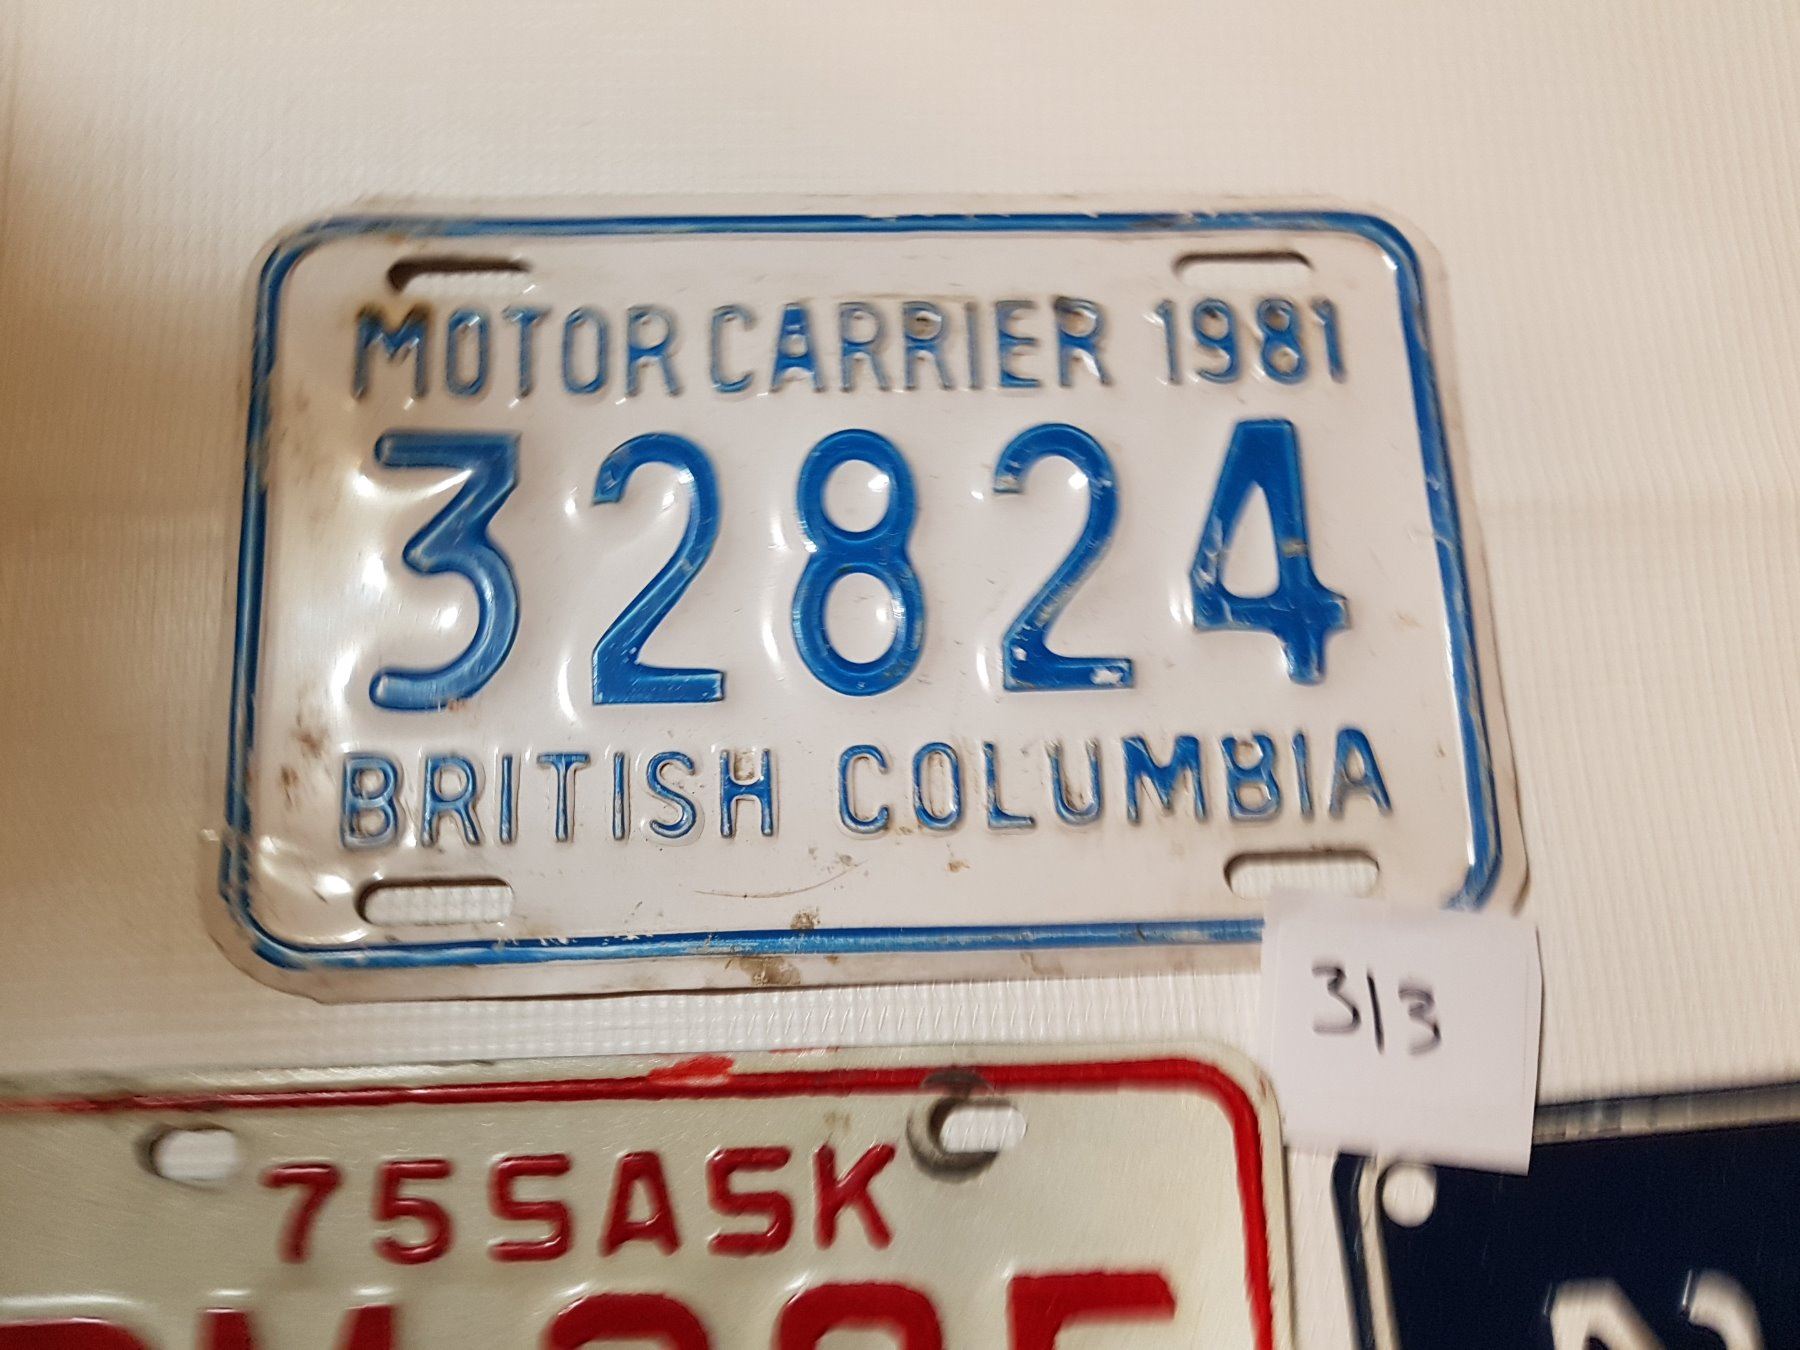 MOTOR CARRIER 1981
32824
BRITISH COLUMBIA
313
75 SASK